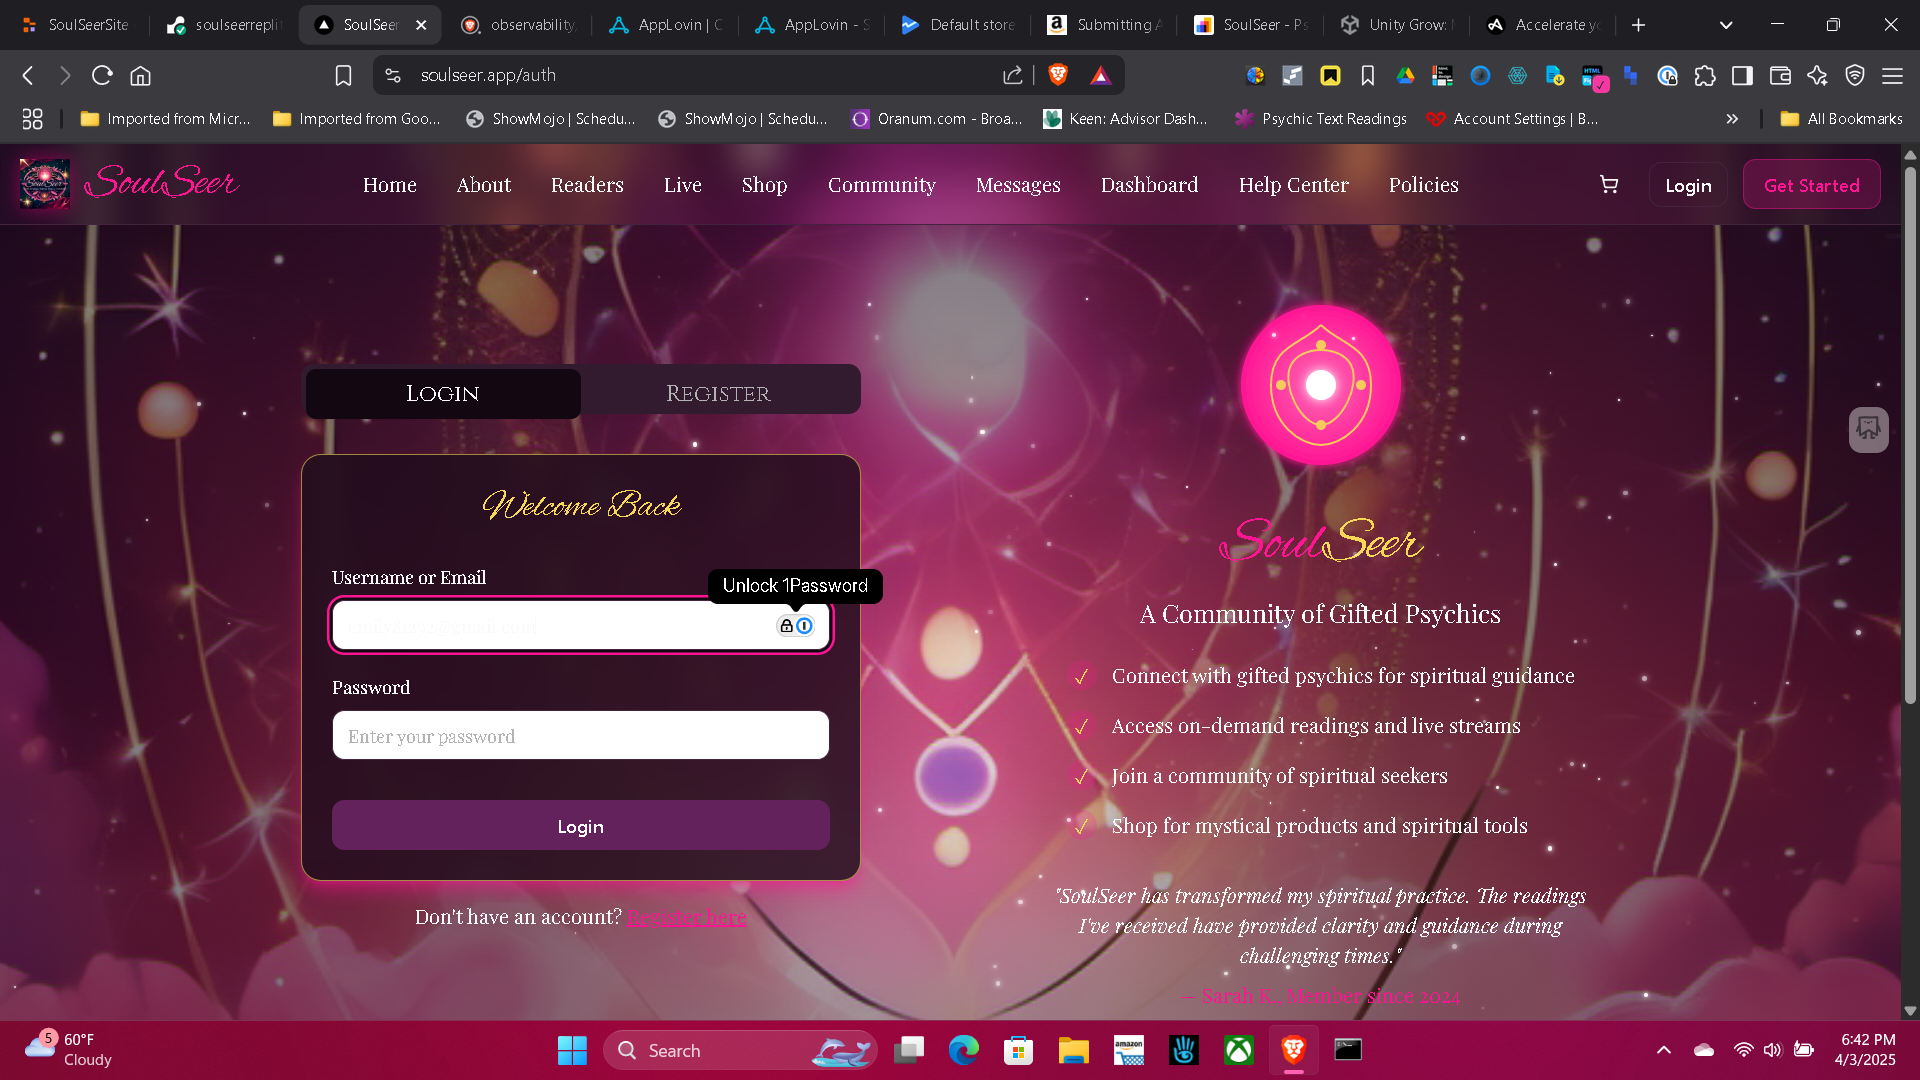 SoulSeerSite
soulseerrepli
SoulSeer
observability,
AppLovin | C
AppLovin - S
Default store
Submitting A
SoulSeer - Ps
Unity Grow:
Accelerate yo
soulseer.app/auth
Imported from Micr...
Imported from Goo...
ShowMojo | Schedu...
ShowMojo | Schedu...
Oranum.com - Broa...
Keen: Advisor Dash...
Psychic Text Readings
Account Settings | B...
All Bookmarks
SoulSeer
Home
About
Readers
Live
Shop
Community
Messages
Dashboard
Help Center
Policies
Login
Get Started
Login
Register
Welcome Back
Username or Email
Unlock 1Password
Password
Enter your password
Login
Don't have an account? Register here
SoulSeer
A Community of Gifted Psychics
✓ Connect with gifted psychics for spiritual guidance
✓ Access on-demand readings and live streams
✓ Join a community of spiritual seekers
✓ Shop for mystical products and spiritual tools
"SoulSeer has transformed my spiritual practice. The readings
I've received have provided clarity and guidance during
challenging times."
— Sarah K., Member since 2024
5
60°F
Cloudy
Search
amazon
6:42 PM
4/3/2025